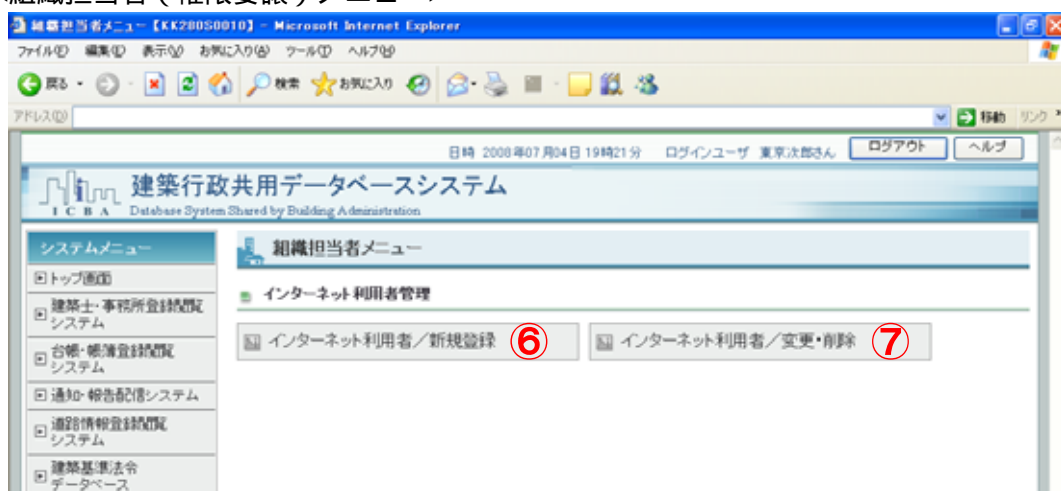 組織担当者（権限委譲）メニュー
組織担当者メニュー【KK280S0010】 - Microsoft Internet Explorer
ファイル(F) 編集(E) 表示(V) お気に入り(A) ツール(T) ヘルプ(H)
戻る 検索 お気に入り
アドレス(D) 移動 リンク
日時 2008年07月04日 19時21分 ログインユーザ 東京次郎さん ログアウト ヘルプ
建築行政共用データベースシステム
ICBA Database System Shared by Building Administration
システムメニュー
組織担当者メニュー
トップ画面
インターネット利用者管理
建築士・事務所登録閲覧
システム
インターネット利用者／新規登録 ⑥ インターネット利用者／変更・削除 ⑦
台帳・帳簿登録閲覧
システム
通知・報告配信システム
道路情報登録閲覧
システム
建築基準法令
データベース